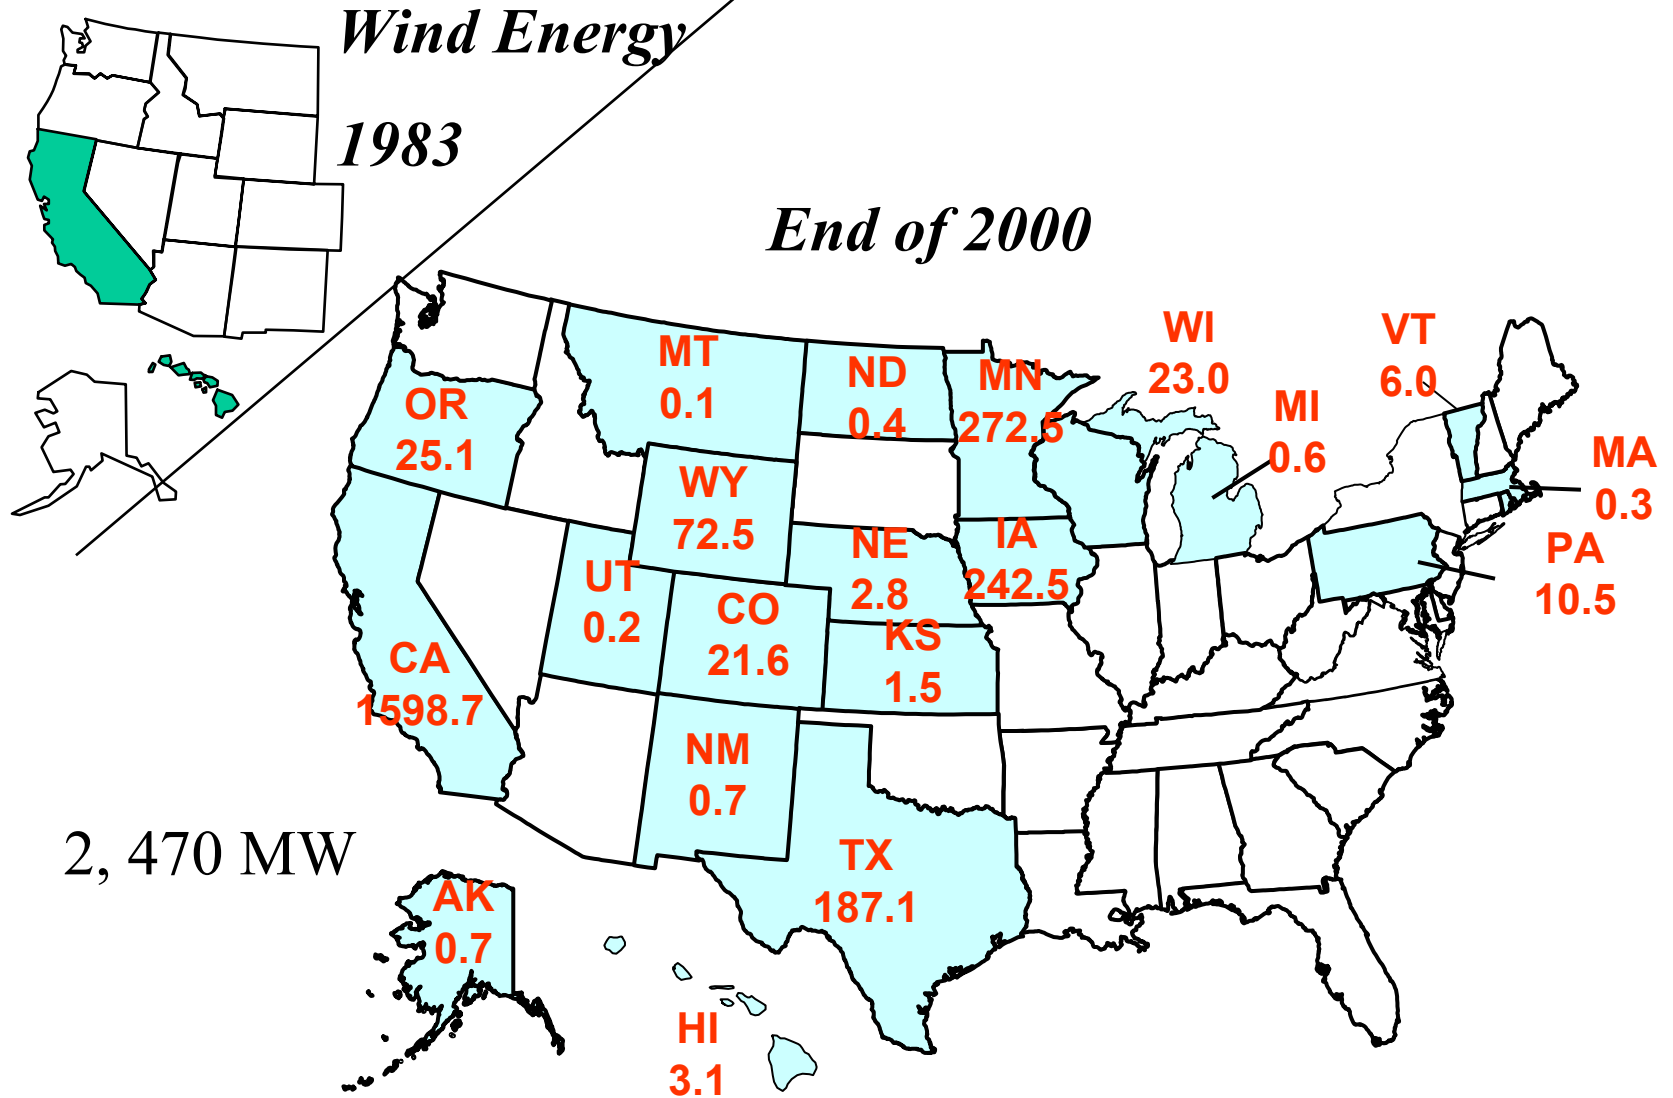 Wind Energy
1983
End of 2000
WI
23.0
VT
6.0
MT
0.1
ND
0.4
MN
272.5
MI
0.6
OR
25.1
MA
0.3
WY
72.5
NE
2.8
IA
242.5
PA
10.5
UT
0.2
CO
21.6
KS
1.5
CA
1598.7
NM
0.7
2, 470 MW
TX
187.1
AK
0.7
HI
3.1